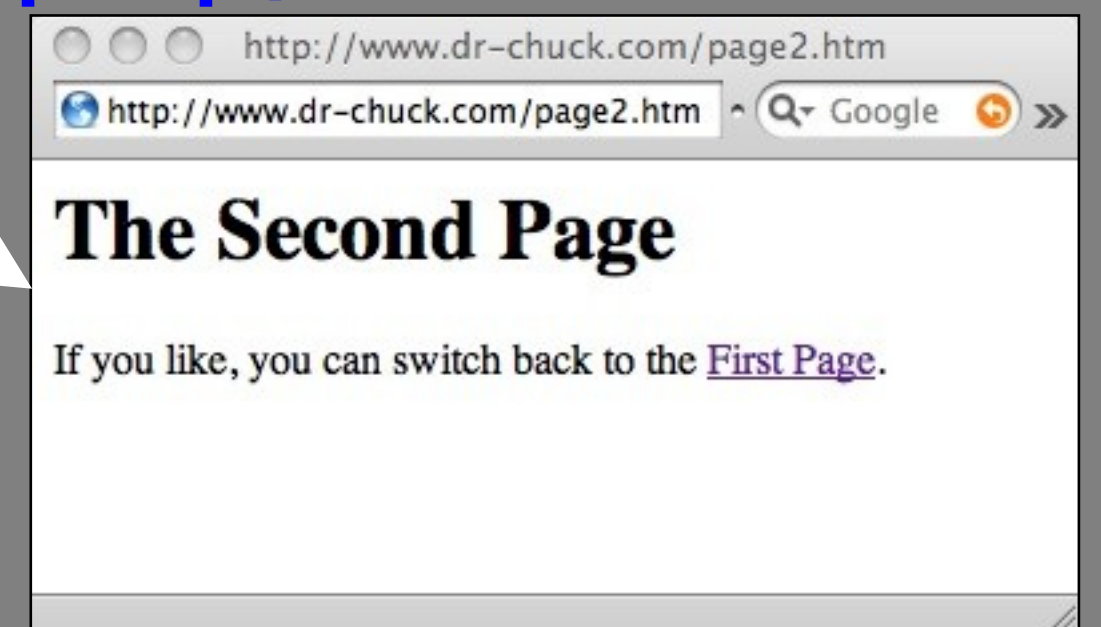 http://www.dr-chuck.com/page2.htm
http://www.dr-chuck.com/page2.htm Google
The Second Page
If you like, you can switch back to the First Page.